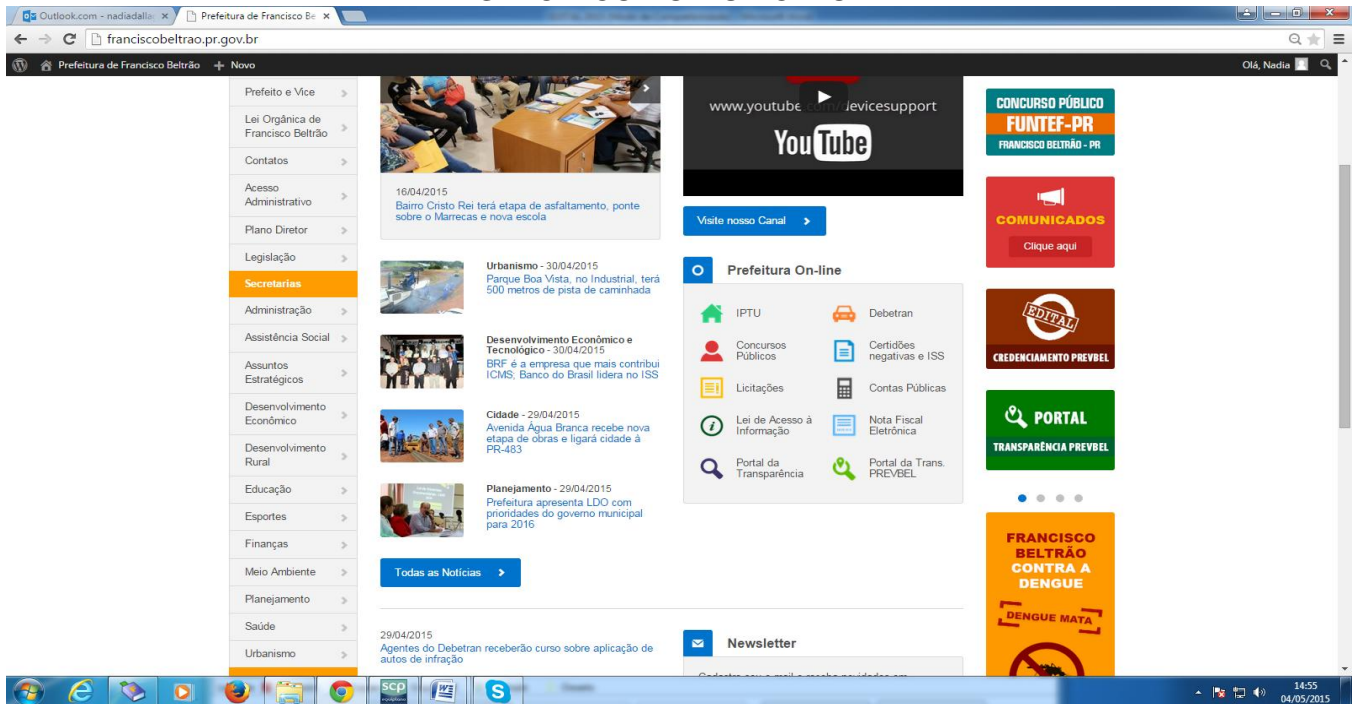 Outlook.com - nadiadalla
Prefeitura de Francisco Be
franciscobeltrao.pr.gov.br
Prefeitura de Francisco Beltrão
Novo
Olá, Nadia
Prefeito e Vice
Lei Orgânica de
Francisco Beltrão
Contatos
Acesso
Administrativo
Plano Diretor
Legislação
Secretarias
Administração
Assistência Social
Assuntos
Estratégicos
Desenvolvimento
Econômico
Desenvolvimento
Rural
Educação
Esportes
Finanças
Meio Ambiente
Planejamento
Saúde
Urbanismo
16/04/2015
Bairro Cristo Rei terá etapa de asfaltamento, ponte
sobre o Marrecas e nova escola
Urbanismo - 30/04/2015
Parque Boa Vista, no Industrial, terá
500 metros de pista de caminhada
Desenvolvimento Econômico e
Tecnológico - 30/04/2015
BRF é a empresa que mais contribui
ICMS; Banco do Brasil lidera no ISS
Cidade - 29/04/2015
Avenida Água Branca recebe nova
etapa de obras e ligará cidade à
PR-483
Planejamento - 29/04/2015
Prefeitura apresenta LDO com
prioridades do governo municipal
para 2016
Todas as Notícias
29/04/2015
Agentes do Debetran receberão curso sobre aplicação de
autos de infração
www.youtube.com/devicesupport
YouTube
Visite nosso Canal
Prefeitura On-line
IPTU
Debetran
Concursos
Públicos
Certidões
negativas e ISS
Licitações
Contas Públicas
Lei de Acesso à
Informação
Nota Fiscal
Eletrônica
Portal da
Transparência
Portal da Trans.
PREVBEL
Newsletter
CONCURSO PÚBLICO
FUNTEF-PR
FRANCISCO BELTRÃO - PR
COMUNICADOS
Clique aqui
EDITAL
CREDENCIAMENTO PREVBEL
PORTAL
TRANSPARÊNCIA PREVBEL
FRANCISCO
BELTRÃO
CONTRA A
DENGUE
DENGUE MATA
scp
14:55
04/05/2015